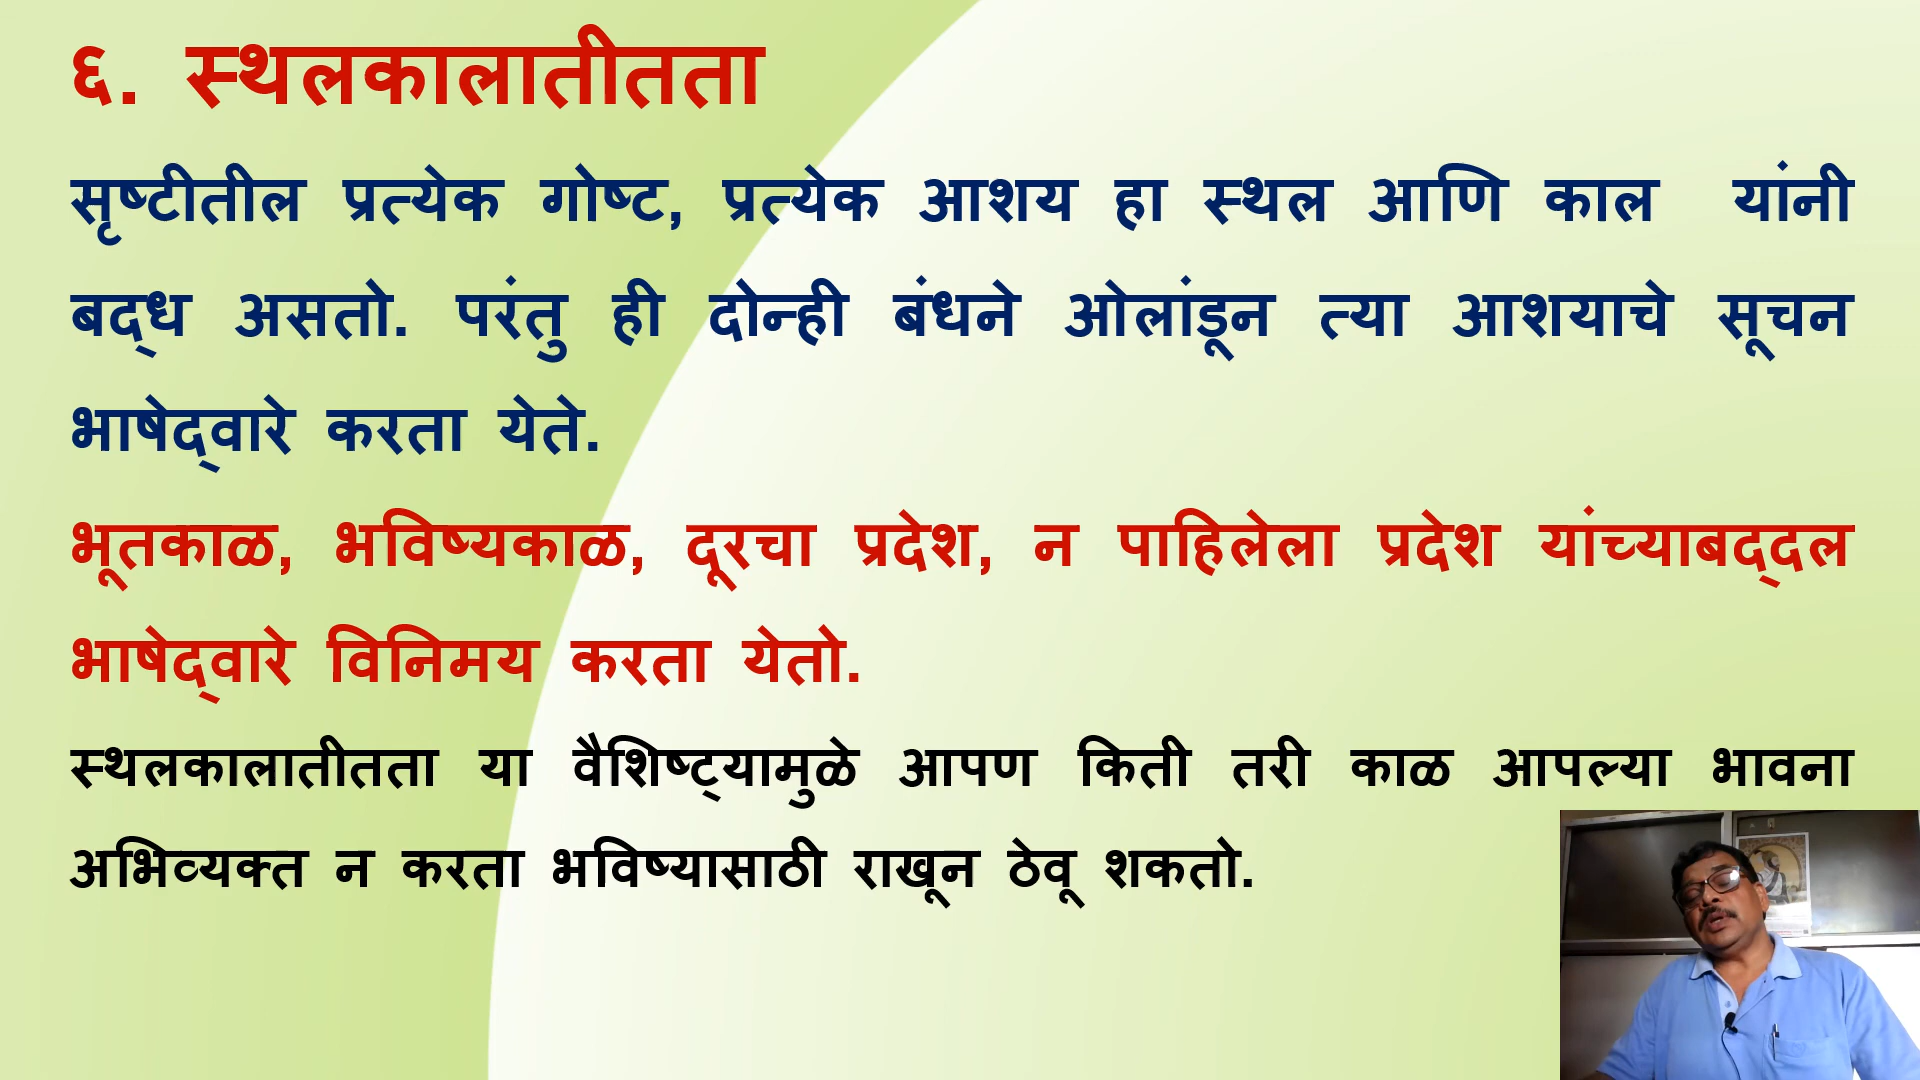 ६. स्थलकालातीतता
सृष्टीतील प्रत्येक गोष्ट, प्रत्येक आशय हा स्थल आणि काल यांनी
बद्ध असतो. परंतु ही दोन्ही बंधने ओलांडून त्या आशयाचे सूचन
भाषेद्वारे करता येते.
भूतकाळ, भविष्यकाळ, दूरचा प्रदेश, न पाहिलेला प्रदेश यांच्याबद्दल
भाषेद्वारे विनिमय करता येतो.
स्थलकालातीतता या वैशिष्ट्यामुळे आपण किती तरी काळ आपल्या भावना
अभिव्यक्त न करता भविष्यासाठी राखून ठेवू शकतो.